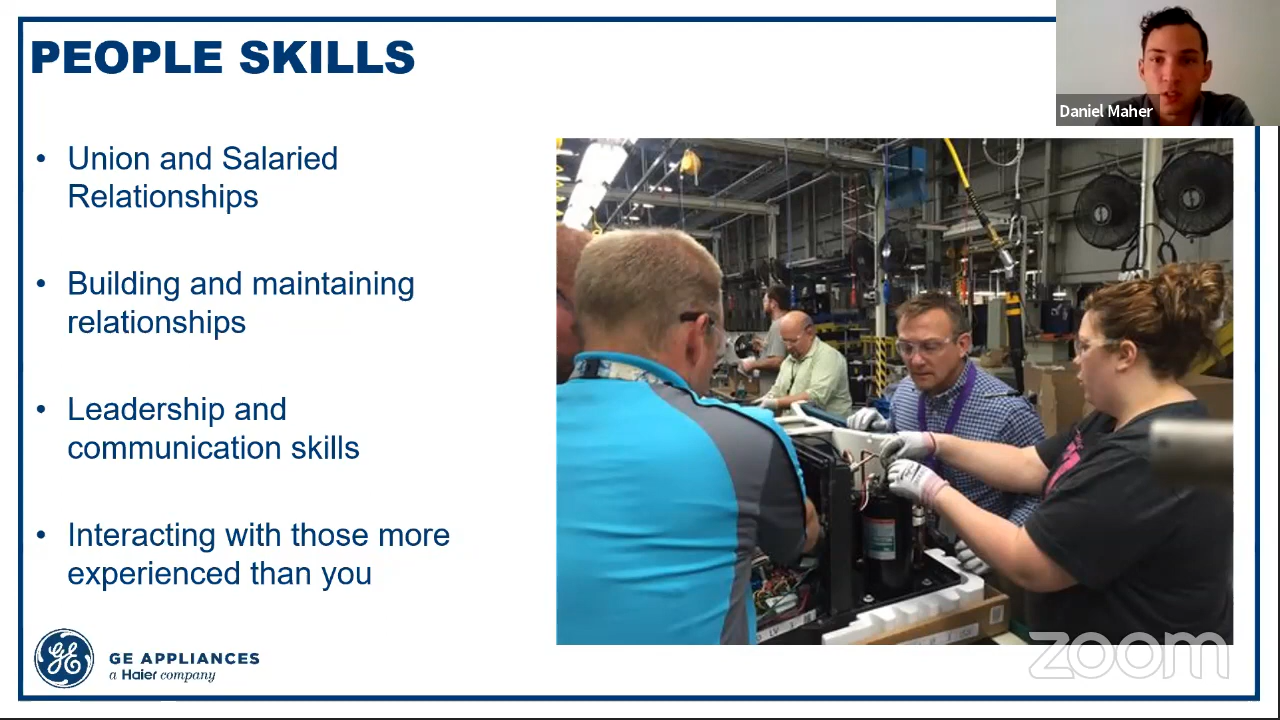 PEOPLE SKILLS
Daniel Maher
• Union and Salaried
Relationships
• Building and maintaining
relationships
• Leadership and
communication skills
• Interacting with those more
experienced than you
GE APPLIANCES
a Haier company
zoom